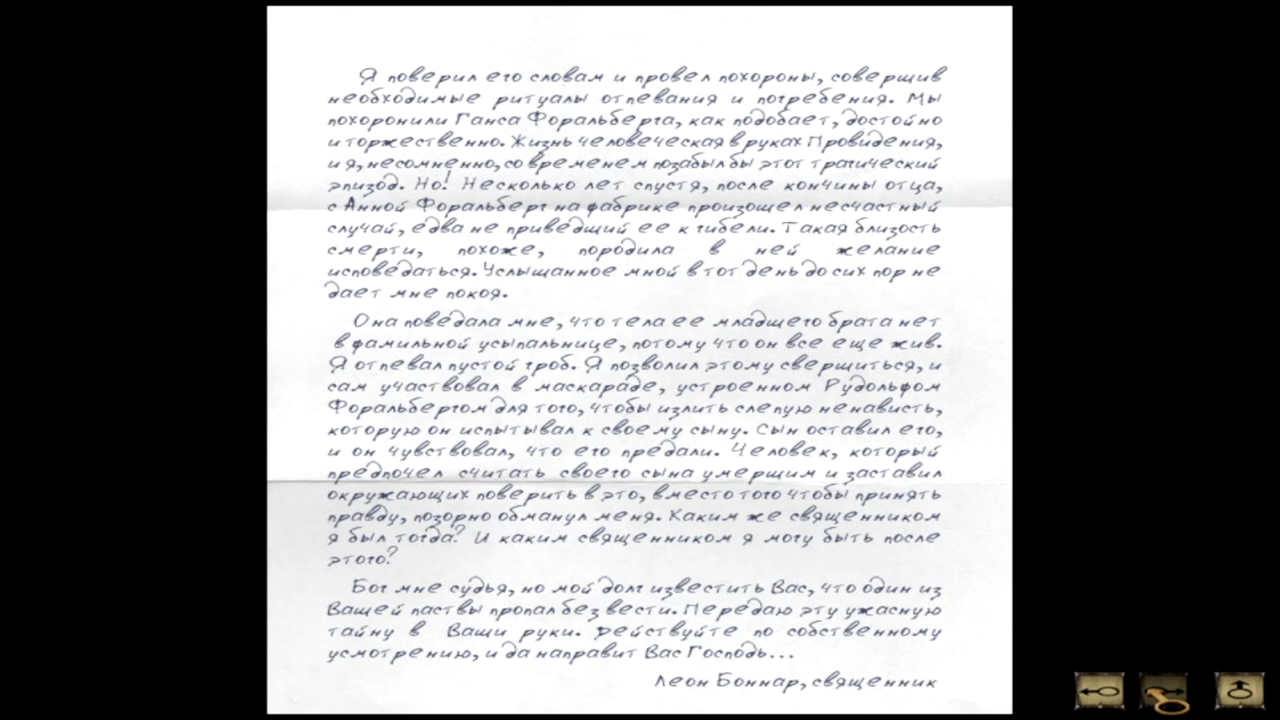 Я поверил его словам и провел похороны, совершив
необходимые ритуалы отпевания и погребения. Мы
похоронили Ганса Форальберга, как подобает, достойно
и торжественно. Жизнь человеческая в руках Провидения,
и я, несомненно, со временем позабыл бы этот трагический
эпизод. Но! Несколько лет спустя, после кончины отца,
с Анной Форальберг на фабрике произошел несчастный
случай, едва не приведший ее к гибели. Такая близость
смерти, похоже, породила в ней желание
исповедаться. Услышанное мной в тот день до сих пор не
дает мне покоя.
Она поведала мне, что тела ее младшего брата нет
в фамильной усыпальнице, потому что он все еще жив.
Я отпевал пустой гроб. Я позволил этому свершиться, и
сам участвовал в маскараде, устроенном Рудольфом
Форальбергом для того, чтобы излить слепую ненависть,
которую он испытывал к своему сыну. Сын оставил его,
и он чувствовал, что его предали. Человек, который
предпочел считать своего сына умершим и заставил
окружающих поверить в это, вместо того чтобы принять
правду, позорно обманул меня. Каким же священником
я был тогда? И каким священником я могу быть после
этого?
Бог мне судья, но мой долг известить Вас, что один из
Вашей паствы пропал без вести. Передаю эту ужасную
тайну в Ваши руки. Действуйте по собственному
усмотрению, и да направит Вас Господь...
Леон Боннар, священник